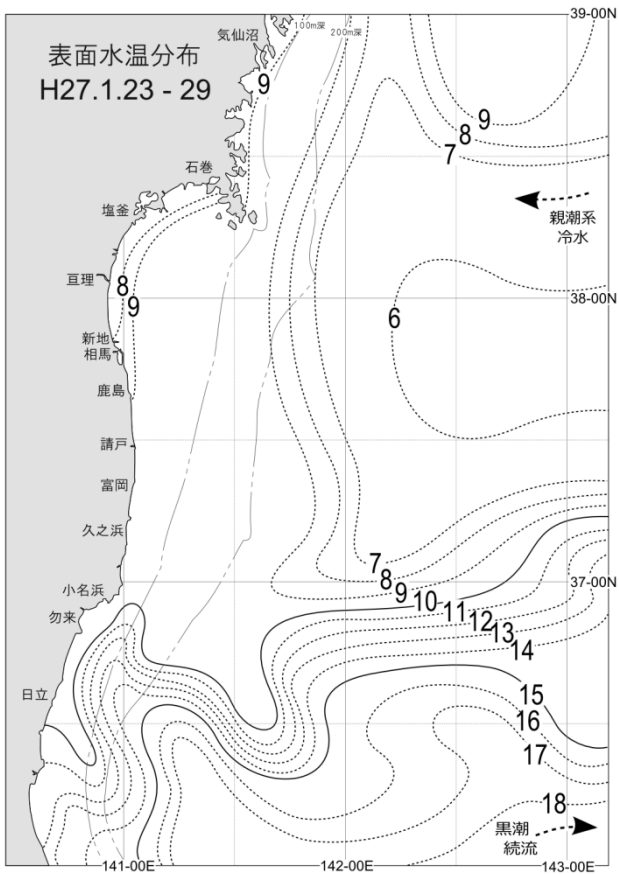 表面水温分布
H27.1.23 - 29
気仙沼
100m深
200m深
39-00N
9
9
8
7
石巻
塩釜
親潮系
冷水
亘理
8
9
38-00N
6
新地
相馬
鹿島
請戸
富岡
久之浜
7
8
9
10
11
12
13
14
37-00N
小名浜
勿来
日立
15
16
17
18
黒潮
続流
141-00E
142-00E
143-00E